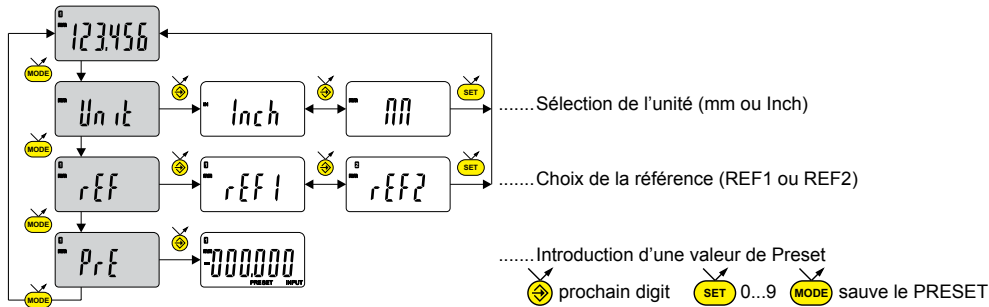 123.456
MODE
Unit Inch MM SET .......Sélection de l'unité (mm ou Inch)
MODE
rEF rEF1 rEF2 SET .......Choix de la référence (REF1 ou REF2)
MODE
PrE -000.000 PRESET INPUT .......Introduction d'une valeur de Preset
MODE
prochain digit SET 0...9 MODE sauve le PRESET